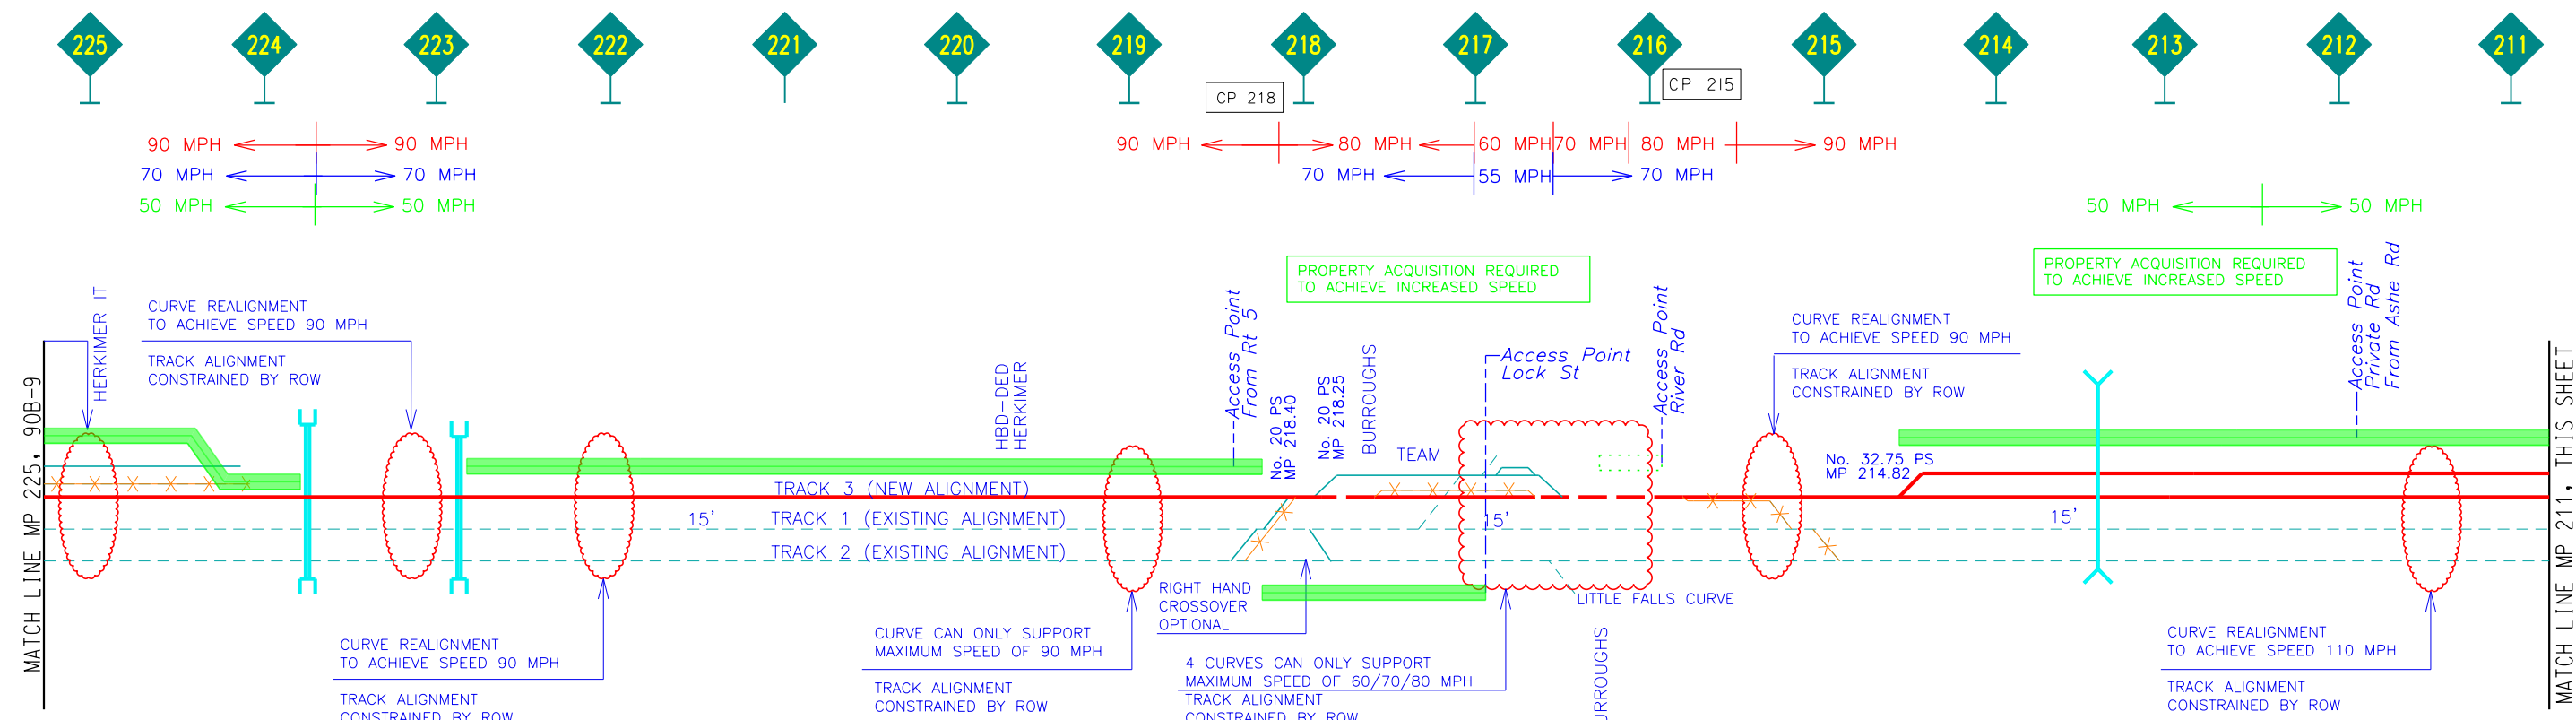 225
224
223
222
221
220
219
218
217
216
215
214
213
212
211
CP 218
CP 215
90 MPH
90 MPH
90 MPH
80 MPH
60 MPH
70 MPH
80 MPH
90 MPH
70 MPH
70 MPH
70 MPH
55 MPH
70 MPH
50 MPH
50 MPH
50 MPH
50 MPH
PROPERTY ACQUISITION REQUIRED
TO ACHIEVE INCREASED SPEED
PROPERTY ACQUISITION REQUIRED
TO ACHIEVE INCREASED SPEED
MATCH LINE MP 225, 90B-9
HERKIMER IT
CURVE REALIGNMENT
TO ACHIEVE SPEED 90 MPH
TRACK ALIGNMENT
CONSTRAINED BY ROW
HBD-DED
HERKIMER
Access Point
From Rt 5
No. 20 PS
MP 218.40
No. 20 PS
MP 218.25
BURROUGHS
TEAM
Access Point
Lock St
Access Point
River Rd
CURVE REALIGNMENT
TO ACHIEVE SPEED 90 MPH
TRACK ALIGNMENT
CONSTRAINED BY ROW
No. 32.75 PS
MP 214.82
Access Point
Private Rd
From Ashe Rd
MATCH LINE MP 211, THIS SHEET
TRACK 3 (NEW ALIGNMENT)
15'
TRACK 1 (EXISTING ALIGNMENT)
15'
15'
TRACK 2 (EXISTING ALIGNMENT)
CURVE REALIGNMENT
TO ACHIEVE SPEED 90 MPH
TRACK ALIGNMENT
CONSTRAINED BY ROW
CURVE CAN ONLY SUPPORT
MAXIMUM SPEED OF 90 MPH
TRACK ALIGNMENT
CONSTRAINED BY ROW
RIGHT HAND
CROSSOVER
OPTIONAL
4 CURVES CAN ONLY SUPPORT
MAXIMUM SPEED OF 60/70/80 MPH
TRACK ALIGNMENT
CONSTRAINED BY ROW
LITTLE FALLS CURVE
URROUGHS
CURVE REALIGNMENT
TO ACHIEVE SPEED 110 MPH
TRACK ALIGNMENT
CONSTRAINED BY ROW